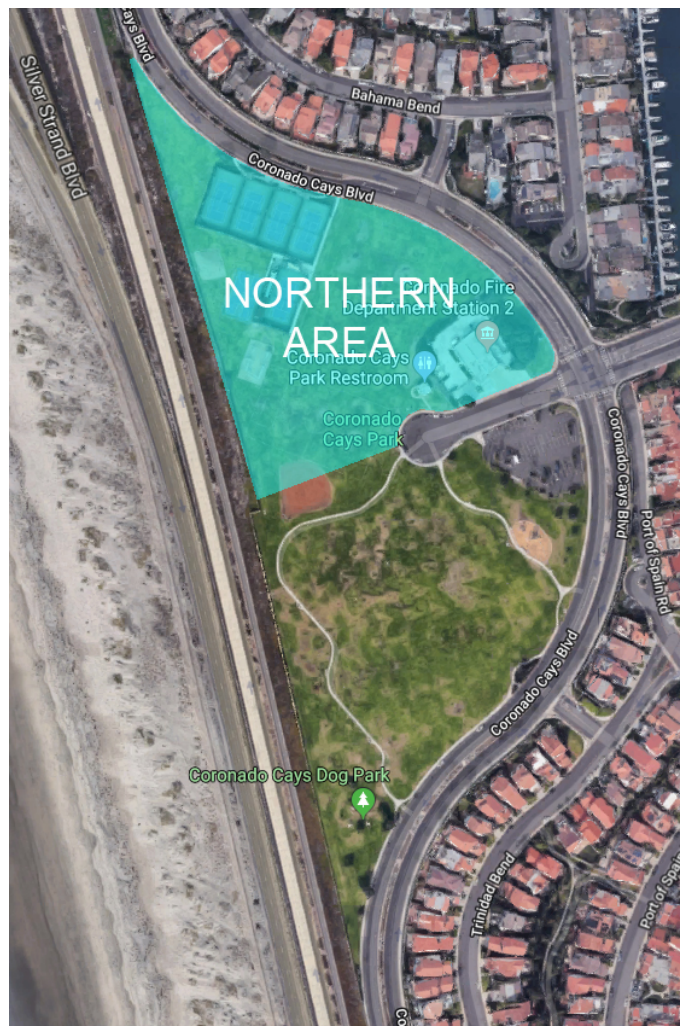 Cays Blvd
Silver Strand Blvd
Bahama Bend
Coronado Cays Blvd
NORTHERN
AREA
Coronado Fire
Department Station 2
Coronado Cays
Park Restroom
Coronado
Cays Park
Coronado Cays Blvd
Port of Spain Rd
Coronado Cays Blvd
Coronado Cays Dog Park
Trinidad Bend
Port of Spain
Co